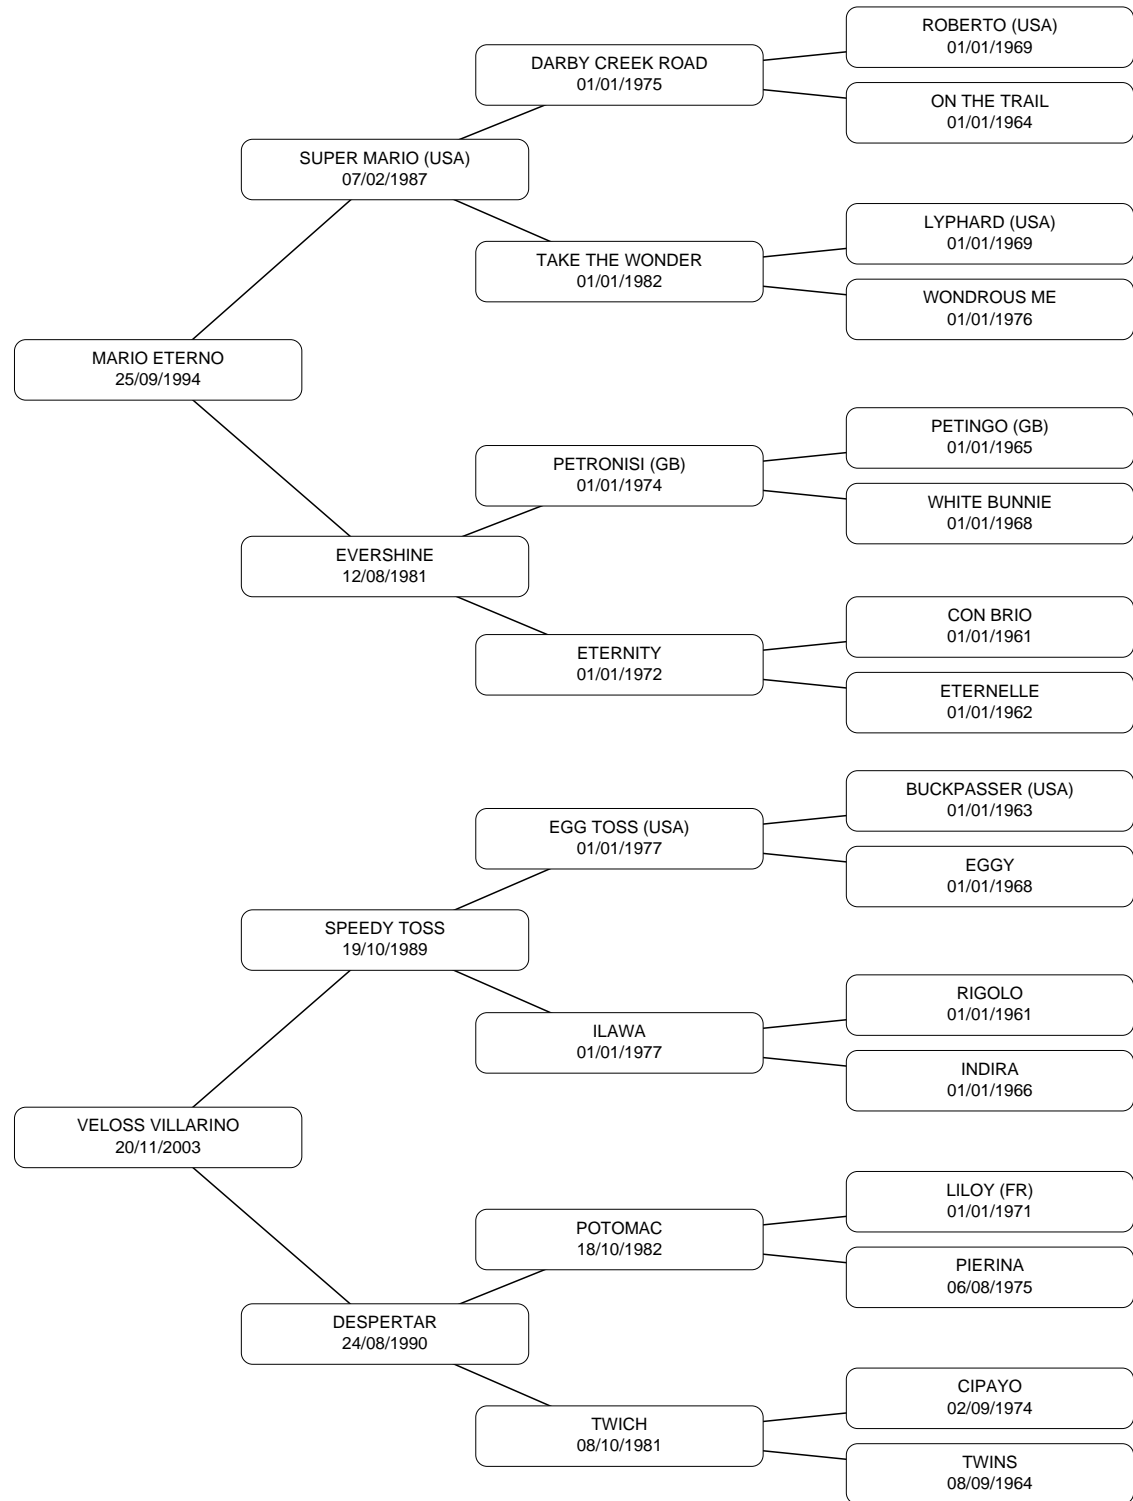 ROBERTO (USA)
01/01/1969
DARBY CREEK ROAD
01/01/1975
ON THE TRAIL
01/01/1964
SUPER MARIO (USA)
07/02/1987
LYPHARD (USA)
01/01/1969
TAKE THE WONDER
01/01/1982
WONDROUS ME
01/01/1976
MARIO ETERNO
25/09/1994
PETINGO (GB)
01/01/1965
PETRONISI (GB)
01/01/1974
WHITE BUNNIE
01/01/1968
EVERSHINE
12/08/1981
CON BRIO
01/01/1961
ETERNITY
01/01/1972
ETERNELLE
01/01/1962
BUCKPASSER (USA)
01/01/1963
EGG TOSS (USA)
01/01/1977
EGGY
01/01/1968
SPEEDY TOSS
19/10/1989
RIGOLO
01/01/1961
ILAWA
01/01/1977
INDIRA
01/01/1966
VELOSS VILLARINO
20/11/2003
LILOY (FR)
01/01/1971
POTOMAC
18/10/1982
PIERINA
06/08/1975
DESPERTAR
24/08/1990
CIPAYO
02/09/1974
TWICH
08/10/1981
TWINS
08/09/1964